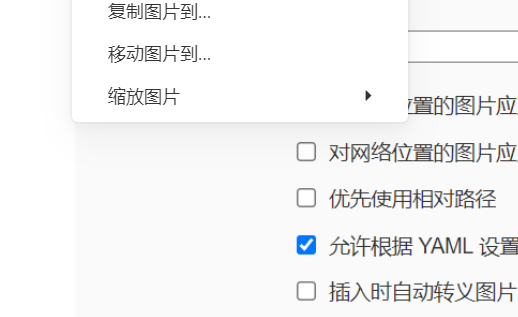 复制图片到...
移动图片到...
缩放图片
位置的图片应
对网络位置的图片应
优先使用相对路径
允许根据 YAML 设置
插入时自动转义图片